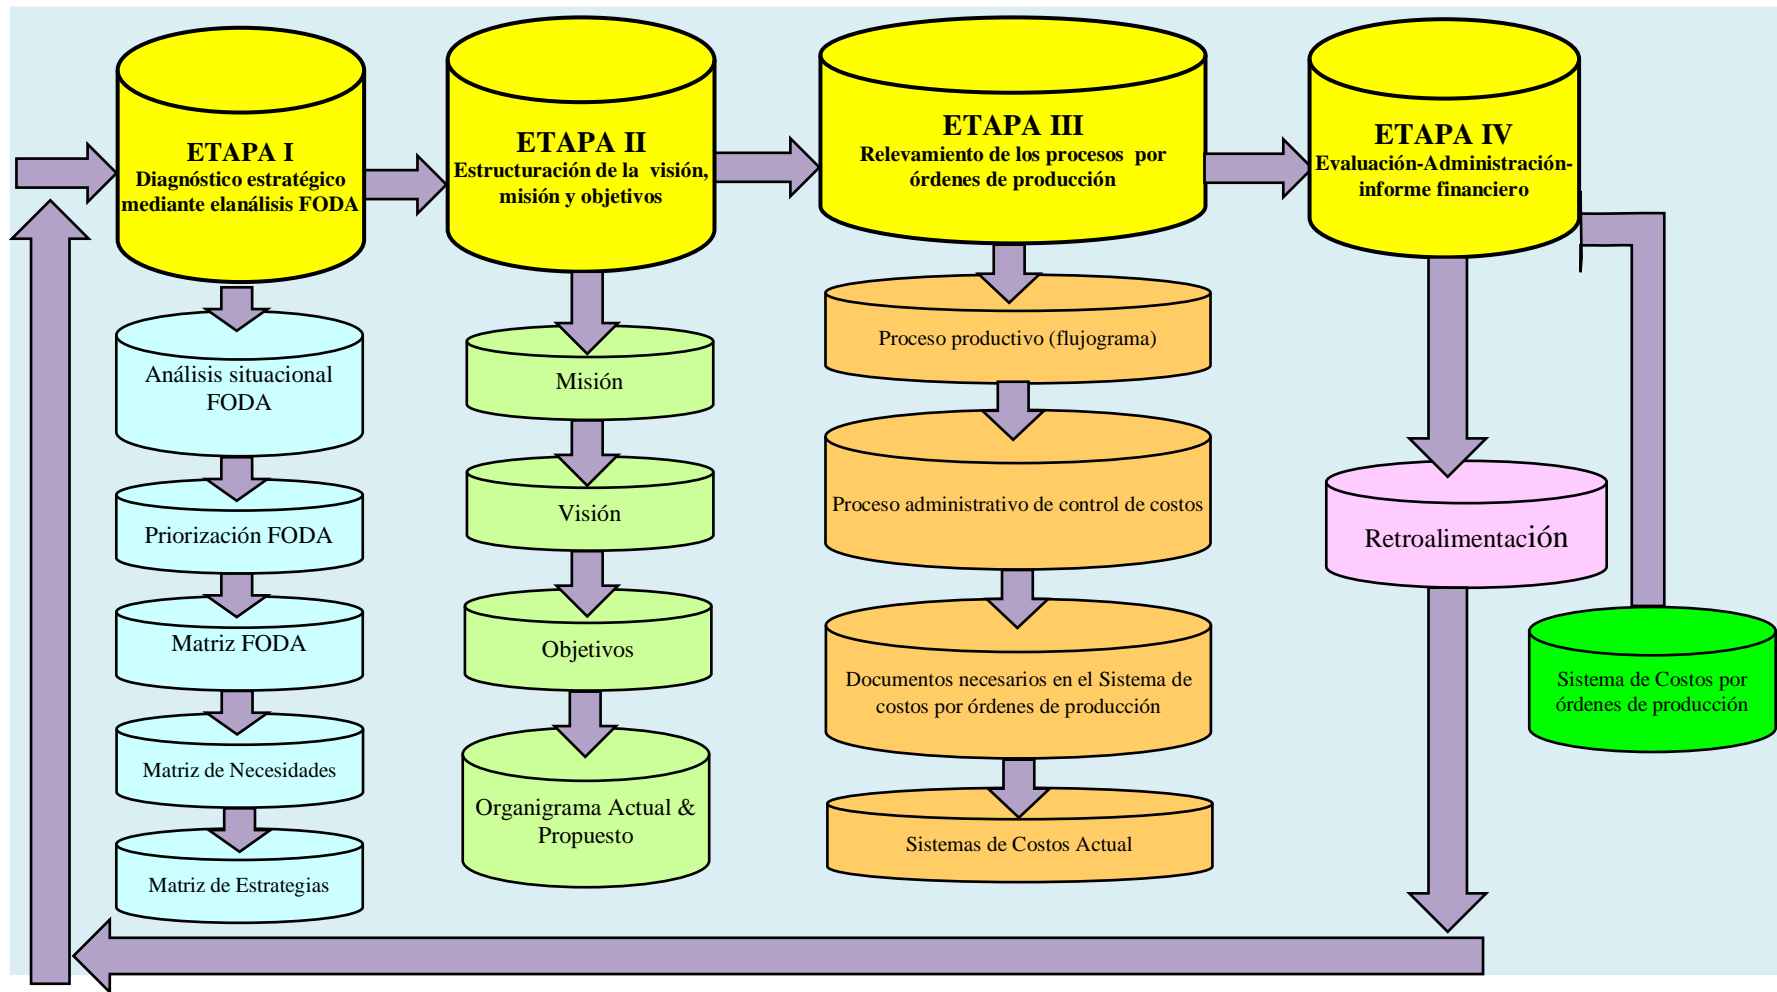 ETAPA I
Diagnóstico estratégico
mediante elanálisis FODA
Análisis situacional
FODA
Priorización FODA
Matriz FODA
Matriz de Necesidades
Matriz de Estrategias
ETAPA II
Estructuración de la visión,
misión y objetivos
Misión
Visión
Objetivos
Organigrama Actual &
Propuesto
ETAPA III
Relevamiento de los procesos por
órdenes de producción
Proceso productivo (flujograma)
Proceso administrativo de control de costos
Documentos necesarios en el Sistema de
costos por órdenes de producción
Sistemas de Costos Actual
ETAPA IV
Evaluación-Administración-
informe financiero
Retroalimentación
Sistema de Costos por
órdenes de producción